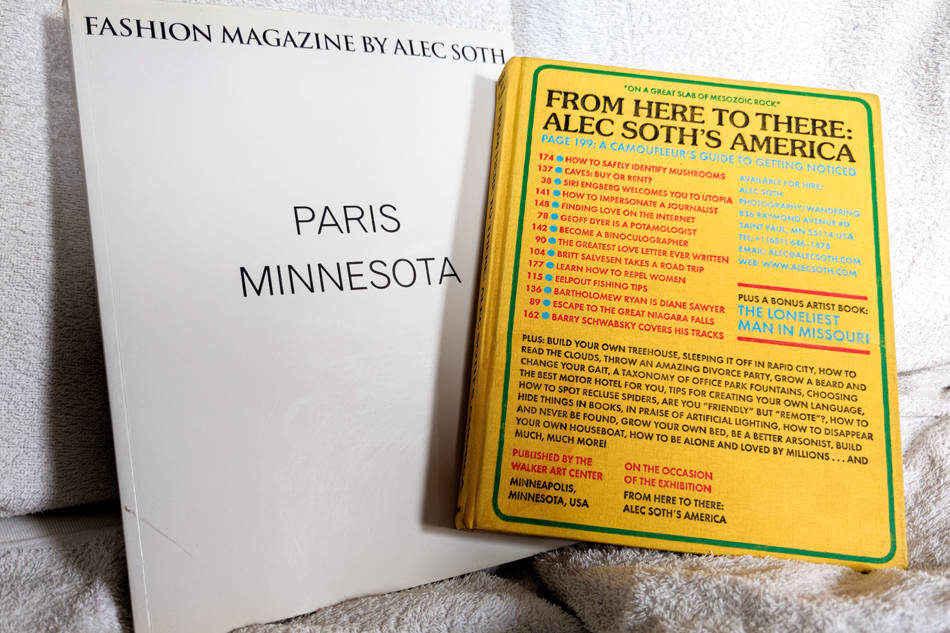 FASHION MAGAZINE BY ALEC SOTH
PARIS
MINNESOTA
"ON A GREAT SLAB OF MESOZOIC ROCK"
FROM HERE TO THERE:
ALEC SOTH'S AMERICA
PAGE 199: A CAMOUFLEUR'S GUIDE TO GETTING NOTICED
174 HOW TO SAFELY IDENTIFY MUSHROOMS
137 CAVES: BUY OR RENT?
38 SIRI ENGBERG WELCOMES YOU TO UTOPIA
141 HOW TO IMPERSONATE A JOURNALIST
148 FINDING LOVE ON THE INTERNET
78 GEOFF DYER IS A POTAMOLOGIST
142 BECOME A BINOCULOGRAPHER
90 THE GREATEST LOVE LETTER EVER WRITTEN
104 BRITT SALVESEN TAKES A ROAD TRIP
177 LEARN HOW TO REPEL WOMEN
115 EELPOUT FISHING TIPS
136 BARTHOLOMEW RYAN IS DIANE SAWYER
89 ESCAPE TO THE GREAT NIAGARA FALLS
162 BARRY SCHWABSKY COVERS HIS TRACKS
AVAILABLE FOR HIRE:
ALEC SOTH
PHOTOGRAPHY/WANDERING
836 RAYMOND AVENUE #D
SAINT PAUL, MN 55114 USA
TEL: +1 (651) 646-1678
EMAIL: ALEC@ALECSOTH.COM
WEB: WWW.ALECSOTH.COM
PLUS A BONUS ARTIST BOOK:
THE LONELIEST
MAN IN MISSOURI
PLUS: BUILD YOUR OWN TREEHOUSE, SLEEPING IT OFF IN RAPID CITY, HOW TO
READ THE CLOUDS, THROW AN AMAZING DIVORCE PARTY, GROW A BEARD AND
CHANGE YOUR GAIT, A TAXONOMY OF OFFICE PARK FOUNTAINS, CHOOSING
THE BEST MOTOR HOTEL FOR YOU, TIPS FOR CREATING YOUR OWN LANGUAGE,
HOW TO SPOT RECLUSE SPIDERS, ARE YOU "FRIENDLY" BUT "REMOTE"?, HOW TO
HIDE THINGS IN BOOKS, IN PRAISE OF ARTIFICIAL LIGHTING, HOW TO DISAPPEAR
AND NEVER BE FOUND, GROW YOUR OWN BED, BE A BETTER ARSONIST, BUILD
YOUR OWN HOUSEBOAT, HOW TO BE ALONE AND LOVED BY MILLIONS . . . AND
MUCH, MUCH MORE!
PUBLISHED BY THE
WALKER ART CENTER
MINNEAPOLIS,
MINNESOTA, USA
ON THE OCCASION
OF THE EXHIBITION
FROM HERE TO THERE:
ALEC SOTH'S AMERICA